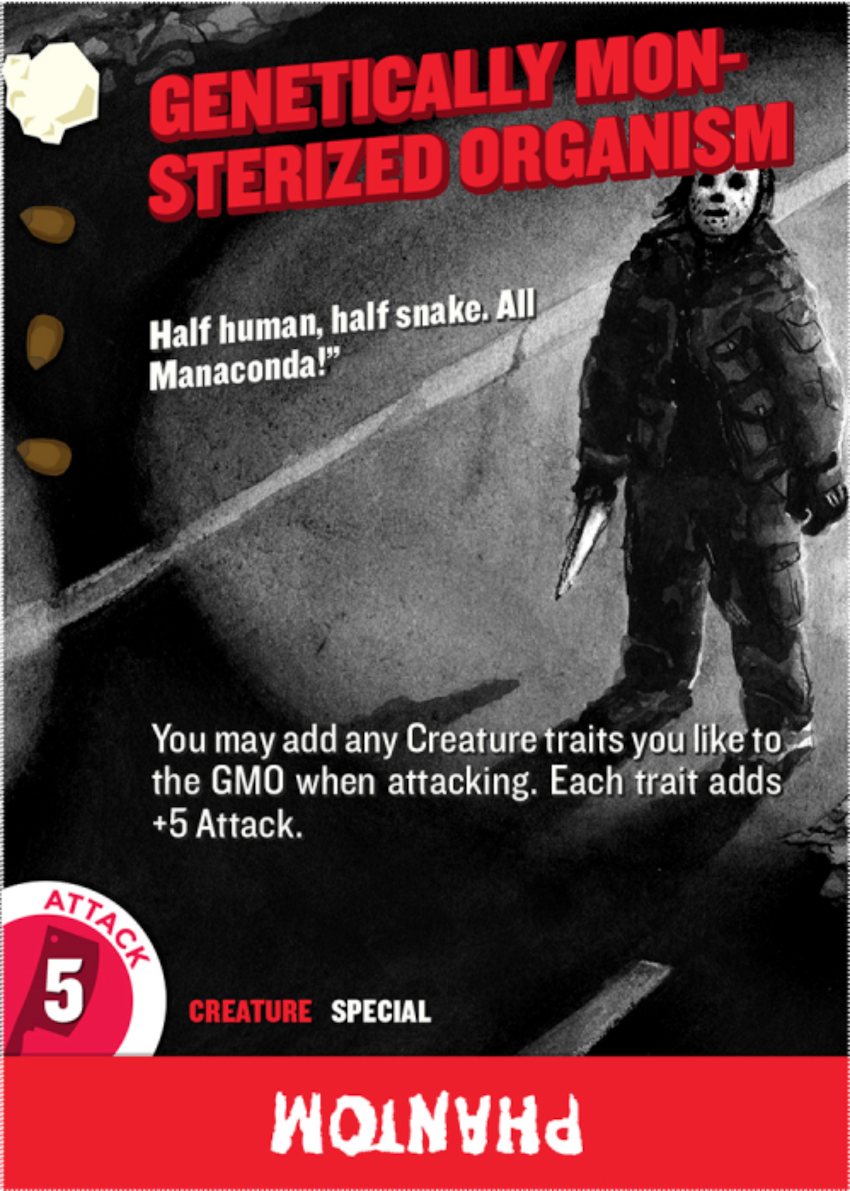 GENETICALLY MON-
STERIZED ORGANISM
Half human, half snake. All
Manaconda!”
You may add any Creature traits you like to
the GMO when attacking. Each trait adds
+5 Attack.
ATTACK
5
CREATURE SPECIAL
PHANTOM